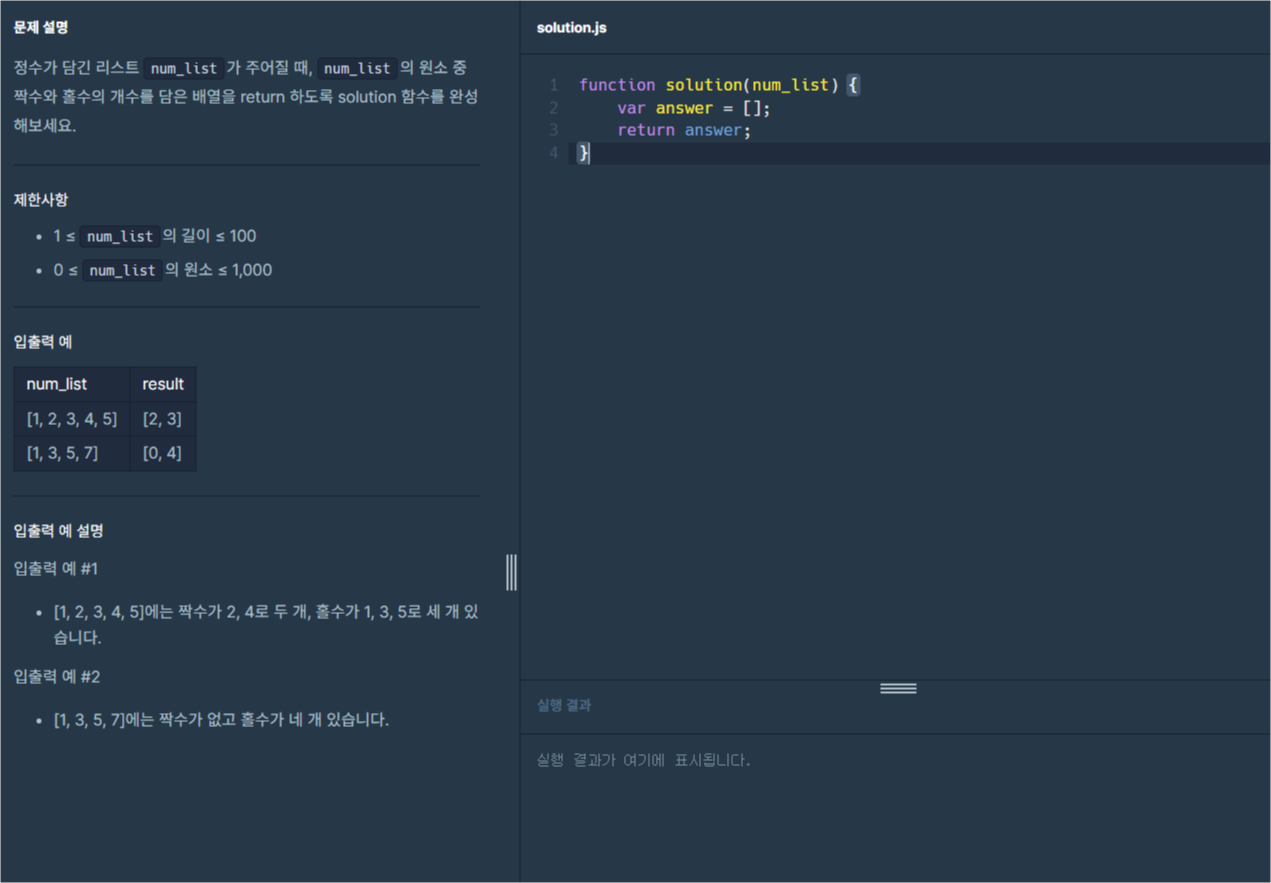 문제 설명
정수가 담긴 리스트 num_list 가 주어질 때, num_list 의 원소 중
짝수와 홀수의 개수를 담은 배열을 return 하도록 solution 함수를 완성
해보세요.
제한사항
• 1 ≤ num_list 의 길이 ≤ 100
• 0 ≤ num_list 의 원소 ≤ 1,000
입출력 예
num_list result
[1, 2, 3, 4, 5] [2, 3]
[1, 3, 5, 7] [0, 4]
입출력 예 설명
입출력 예 #1
• [1, 2, 3, 4, 5]에는 짝수가 2, 4로 두 개, 홀수가 1, 3, 5로 세 개 있
습니다.
입출력 예 #2
• [1, 3, 5, 7]에는 짝수가 없고 홀수가 네 개 있습니다.
solution.js
1 function solution(num_list) {
2     var answer = [];
3     return answer;
4 }
실행 결과
실행 결과가 여기에 표시됩니다.